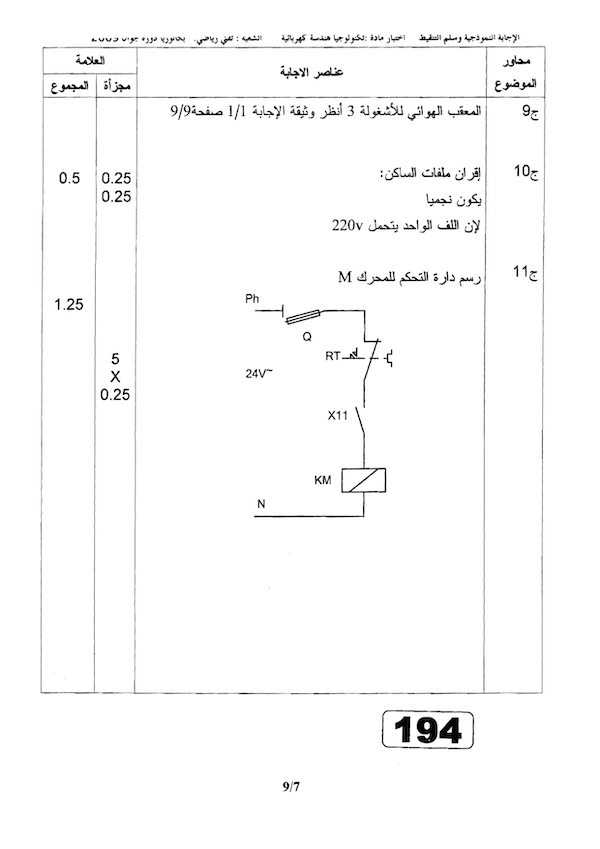 الإجابة النموذجية وسلم التنقيط اختبار مادة :تكنولوجيا هندسة كهربائية الشعبة : تقني رياضي. بكالوريا دورة جوان 2009
محاور الموضوع
عناصر الاجابة
العلامة
مجزأة
المجموع
ج9
المعقب الهوائي للأشغولة 3 أنظر وثيقة الإجابة 1/1 صفحة9/9
ج10
إقران ملفات الساكن:
0.25
0.5
يكون نجميا
0.25
لإن اللف الواحد يتحمل 220v
ج11
رسم دارة التحكم للمحرك M
1.25
Ph
Q
RT
5
X
0.25
24V~
X11
KM
N
194
9/7